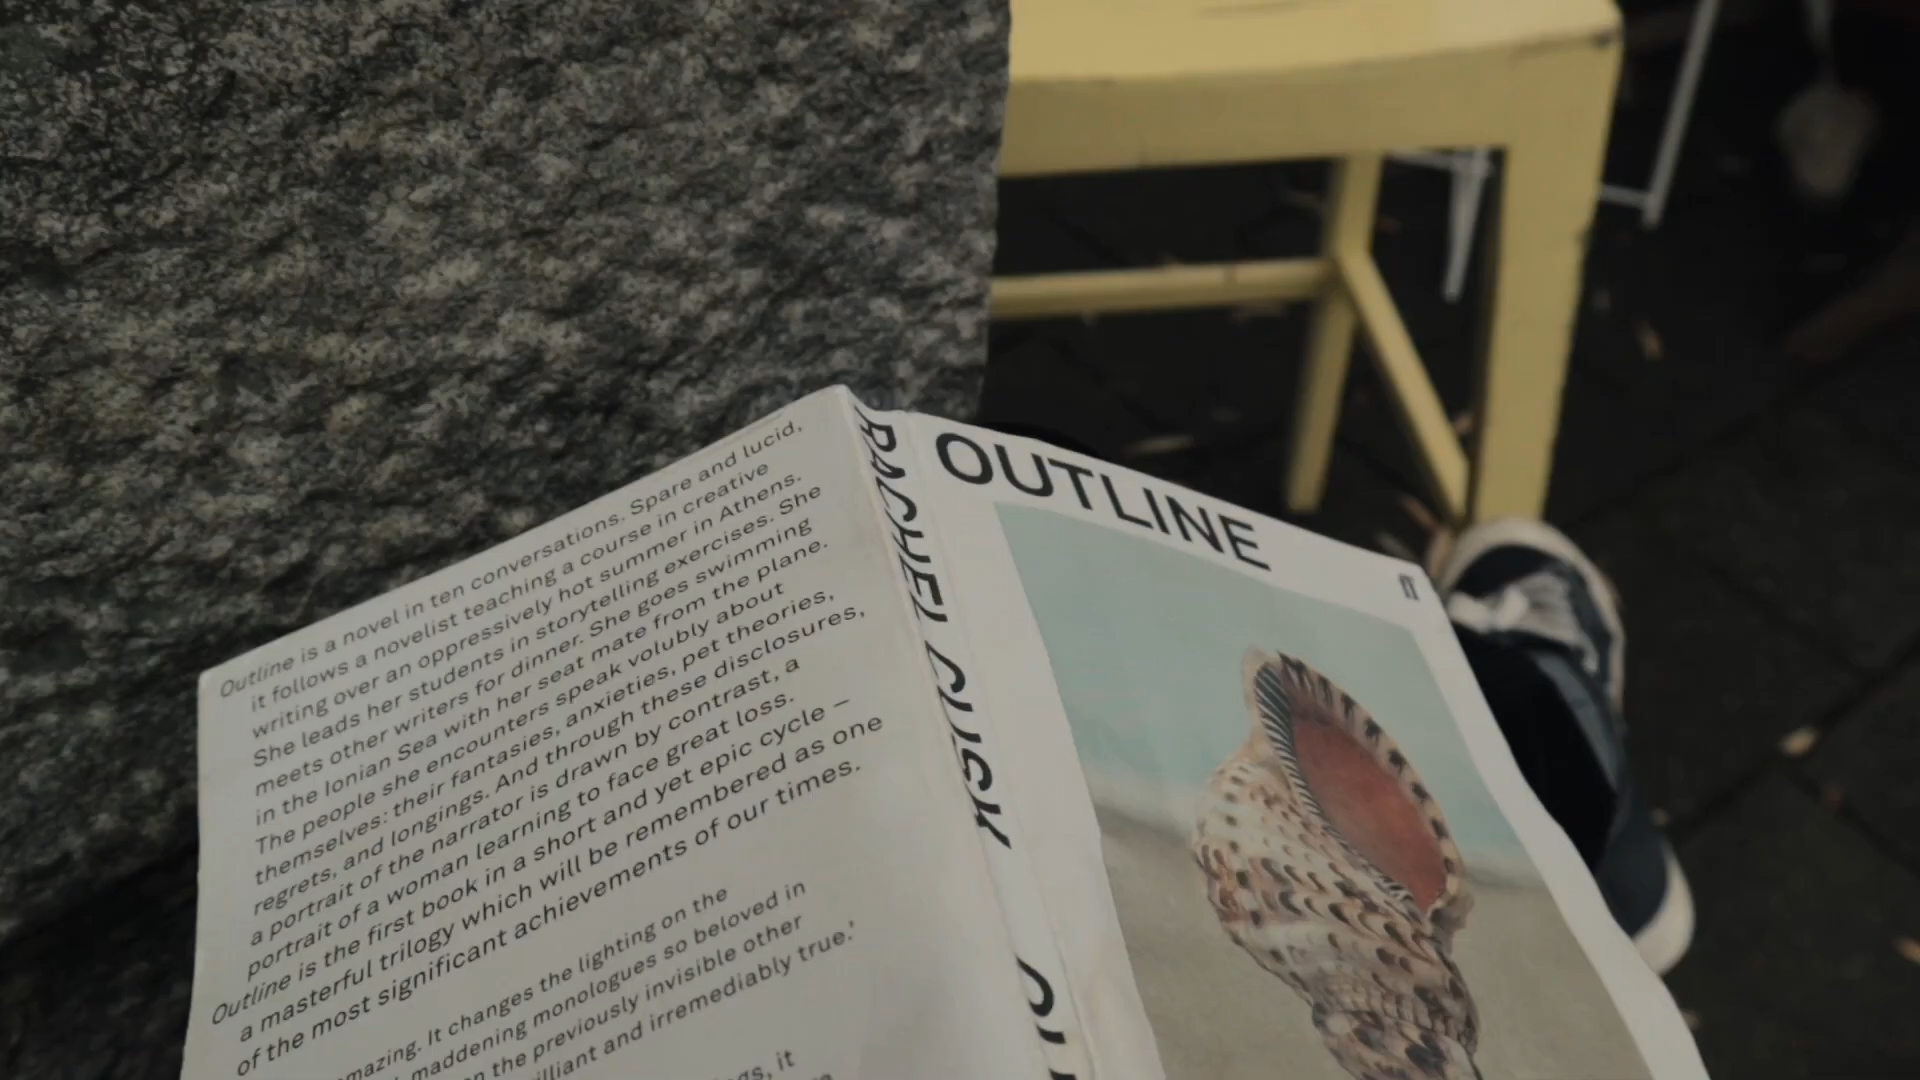 Outline is a novel in ten conversations. Spare and lucid,
it follows a novelist teaching a course in creative
writing over an oppressively hot summer in Athens.
She leads her students in storytelling exercises. She
meets other writers for dinner. She goes swimming
in the Ionian Sea with her seat mate from the plane.
The people she encounters speak volubly about
themselves: their fantasies, anxieties, pet theories,
regrets, and longings. And through these disclosures,
a portrait of the narrator is drawn by contrast, a
portrait of a woman learning to face great loss.
Outline is the first book in a short and yet epic cycle –
a masterful trilogy which will be remembered as one
of the most significant achievements of our times.
It changes the lighting on the
maddening monologues so beloved in
the previously invisible other
and irremediably true.'
it
RACHEL CUSK
OUTLINE